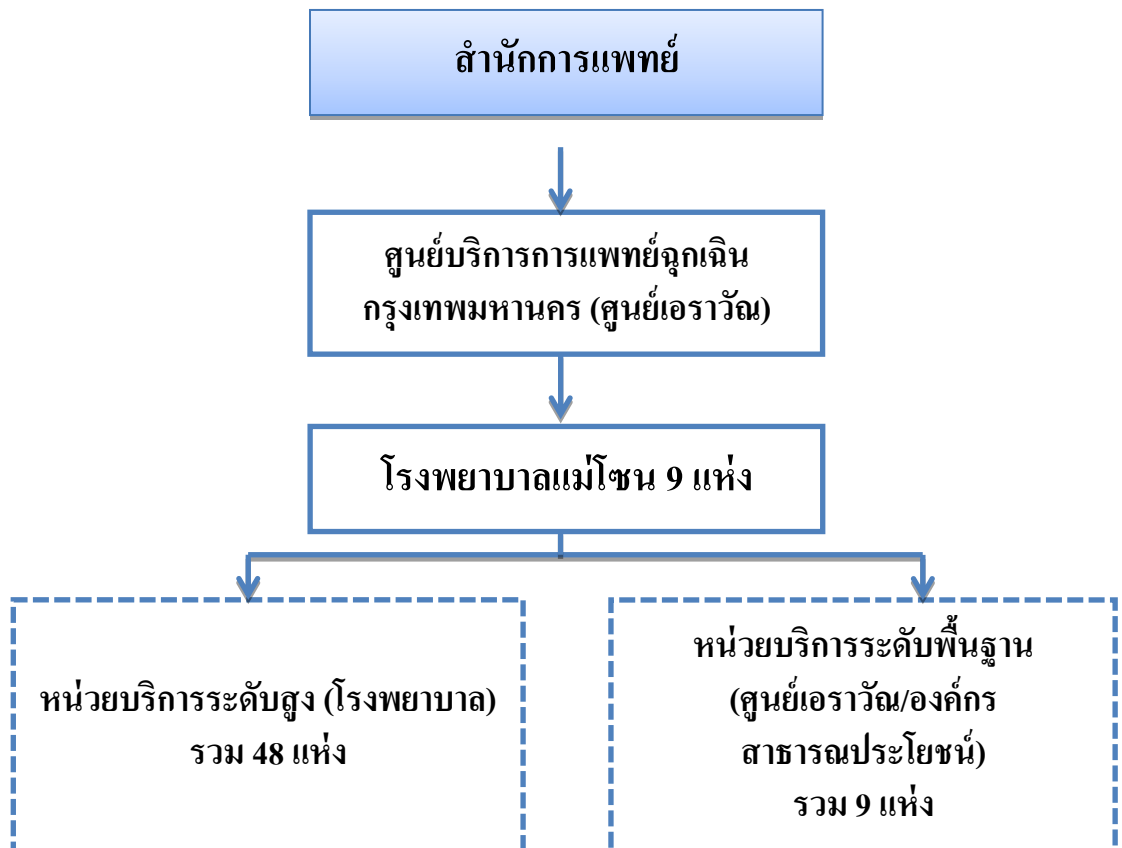 สำนักการแพทย์
ศูนย์บริการการแพทย์ฉุกเฉิน
กรุงเทพมหานคร (ศูนย์เอราวัณ)
โรงพยาบาลแม่โซน 9 แห่ง
หน่วยบริการระดับสูง (โรงพยาบาล)
รวม 48 แห่ง
หน่วยบริการระดับพื้นฐาน
(ศูนย์เอราวัณ/องค์กร
สาธารณประโยชน์)
รวม 9 แห่ง